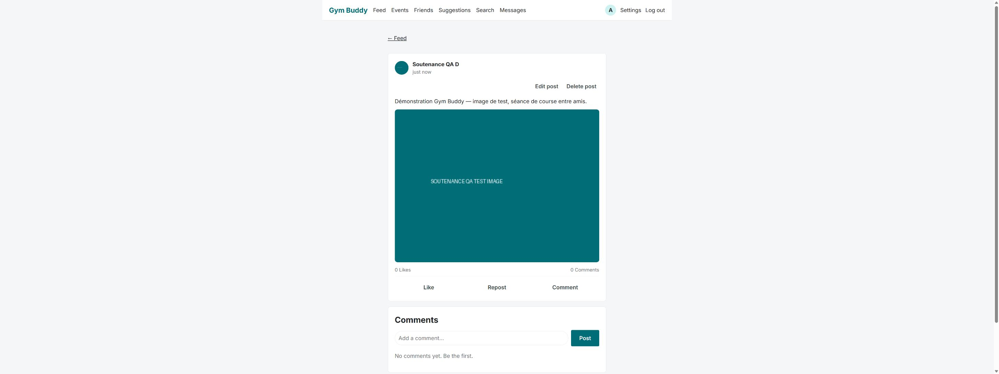 Gym Buddy Feed Events Friends Suggestions Search Messages A Settings Log out
← Feed
Soutenance QA D
just now
Edit post Delete post
Démonstration Gym Buddy — image de test, séance de course entre amis.
SOUTENANCE QA TEST IMAGE
0 Likes 0 Comments
Like Repost Comment
Comments
Add a comment... Post
No comments yet. Be the first.